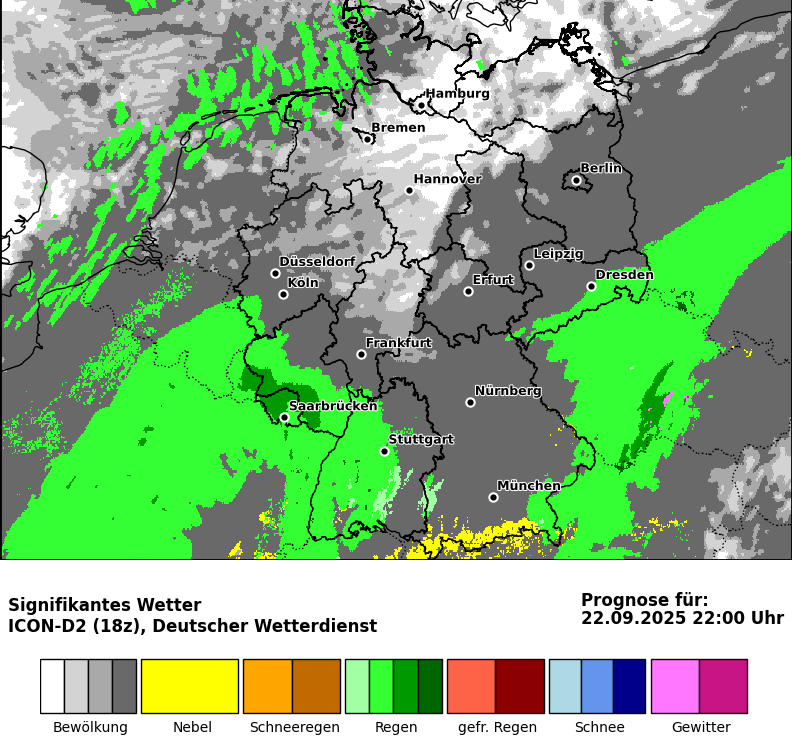 Hamburg
Bremen
Berlin
Hannover
Leipzig
Düsseldorf
Dresden
Köln
Erfurt
Frankfurt
Nürnberg
Saarbrücken
Stuttgart
München
Signifikantes Wetter
ICON-D2 (18z), Deutscher Wetterdienst
Prognose für:
22.09.2025 22:00 Uhr
Bewölkung
Nebel
Schneeregen
Regen
gefr. Regen
Schnee
Gewitter